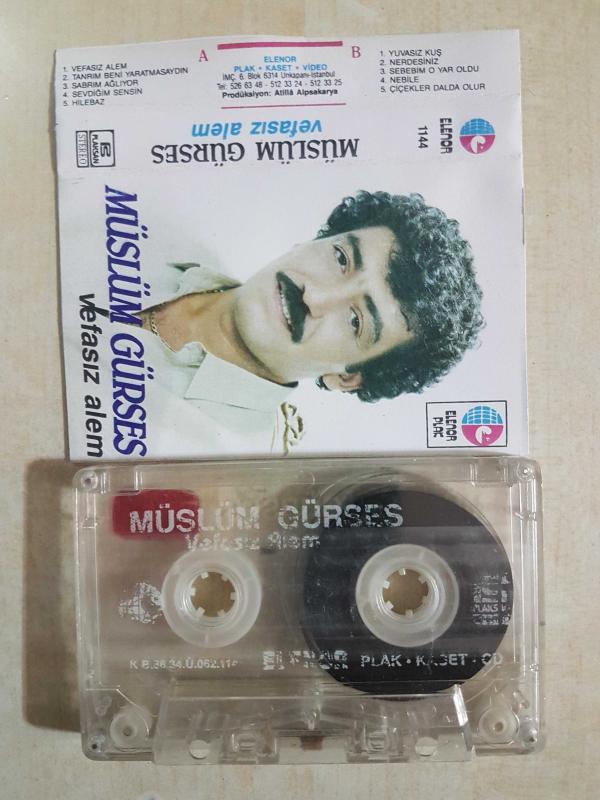 A
1. VEFASIZ ALEM
2. TANRIM BENİ YARATMASAYDIN
3. SABRIM AĞLIYOR
4. SEVDİĞİM SENSİN
5. HİLEBAZ
ELENOR
PLAK • KASET • VİDEO
İMÇ. 6. Blok 6314 Unkapanı-İstanbul
Tel: 526 63 48 - 512 33 24 - 512 33 25
Prodüksiyon: Atillâ Alpsakarya
B
1. YUVASIZ KUŞ
2. NERDESİNİZ
3. SEBEBİM O YAR OLDU
4. NEBİLE
5. ÇİÇEKLER DALDA OLUR
PLAKSAN
STEREO
MÜSLÜM GÜRSES
vefasız alem
ELENOR
1144
MÜSLÜM GÜRSES
vefasız alem
ELENOR
PLAK
MÜSLÜM GÜRSES
Vefasız Alem
PLAK • KASET • CD